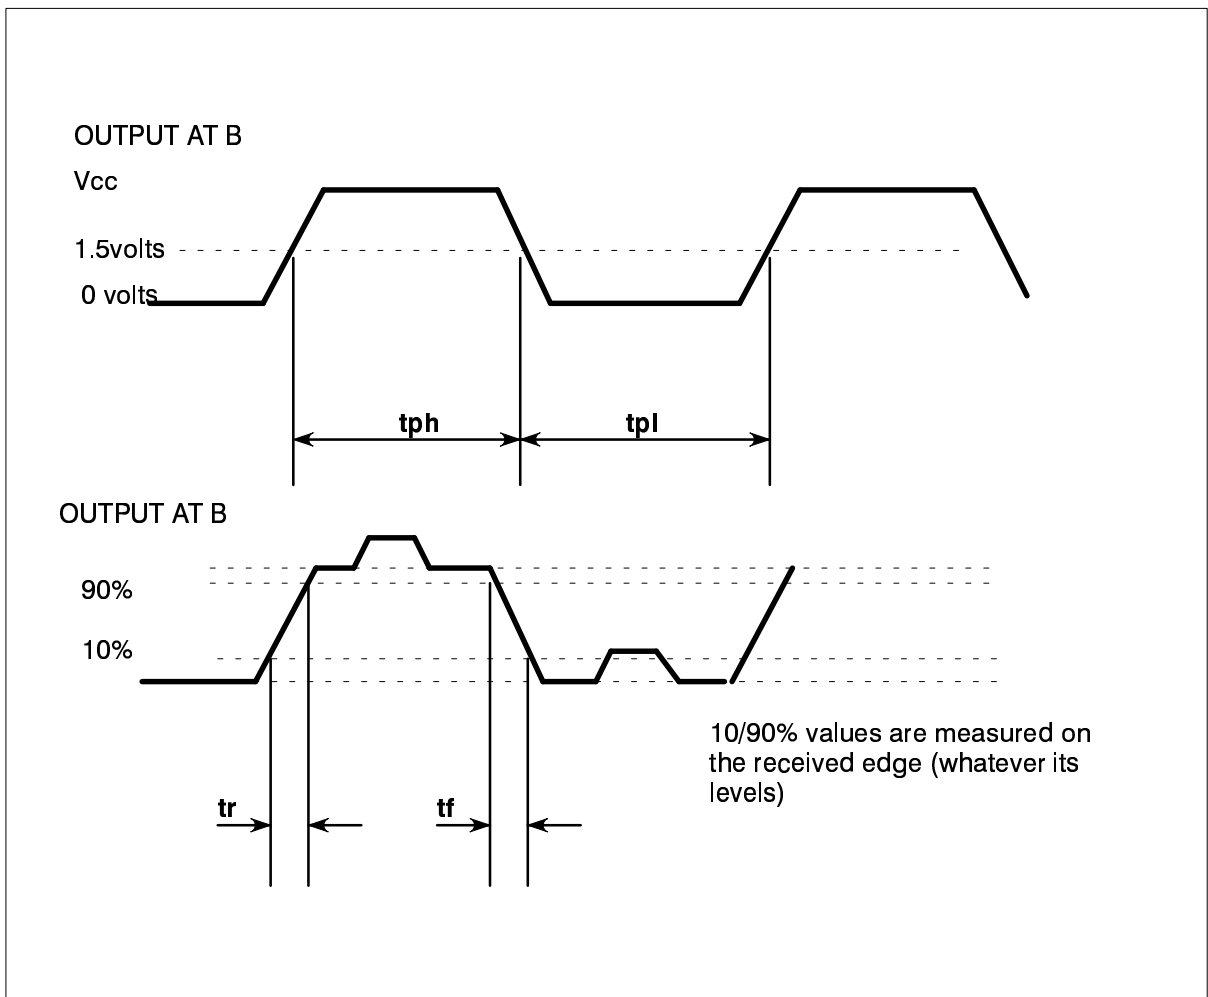 OUTPUT AT B
Vcc
1.5volts
0 volts
tph
tpl
OUTPUT AT B
90%
10%
10/90% values are measured on
the received edge (whatever its
levels)
tr
tf